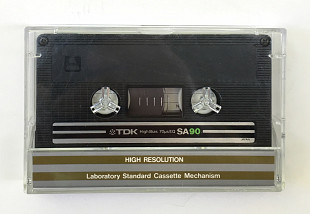 TDK High Bias 70μs EQ SA90
HIGH RESOLUTION
Laboratory Standard Cassette Mechanism